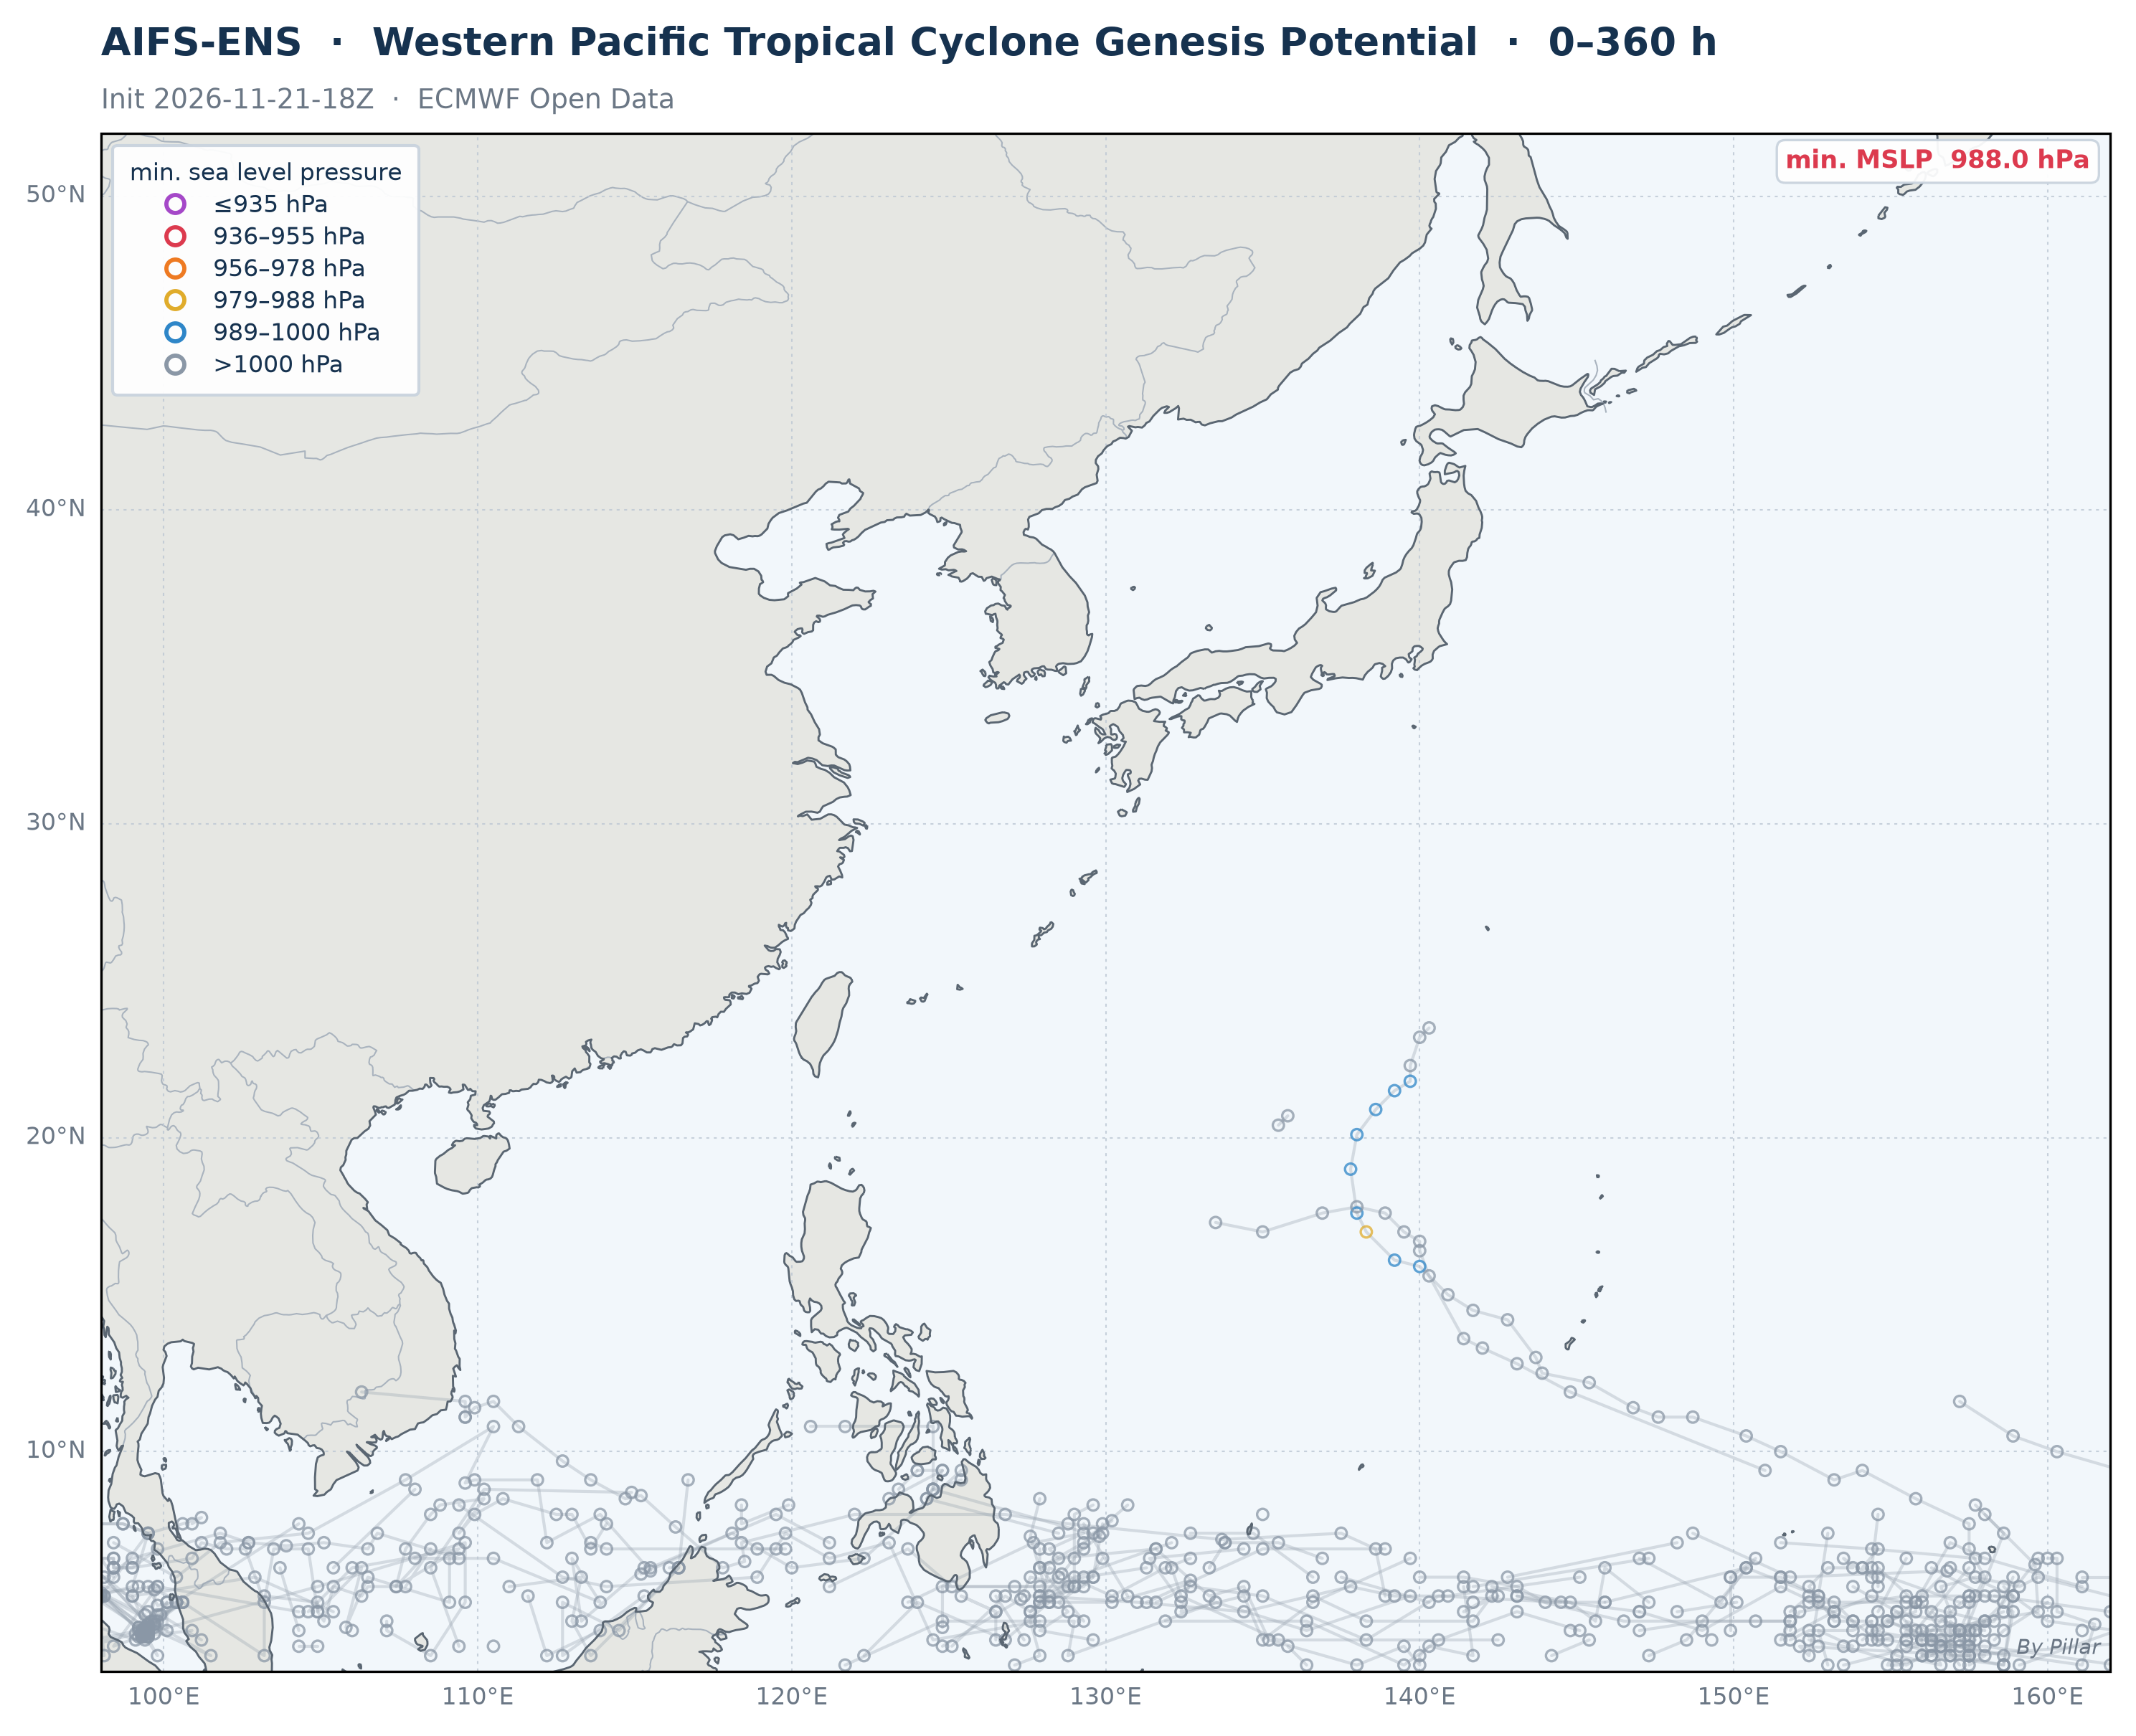 AIFS-ENS · Western Pacific Tropical Cyclone Genesis Potential · 0–360 h
Init 2026-11-21-18Z · ECMWF Open Data
min. sea level pressure
≤935 hPa
936–955 hPa
956–978 hPa
979–988 hPa
989–1000 hPa
>1000 hPa
min. MSLP 988.0 hPa
50°N
40°N
30°N
20°N
10°N
By Pillar
100°E 110°E 120°E 130°E 140°E 150°E 160°E